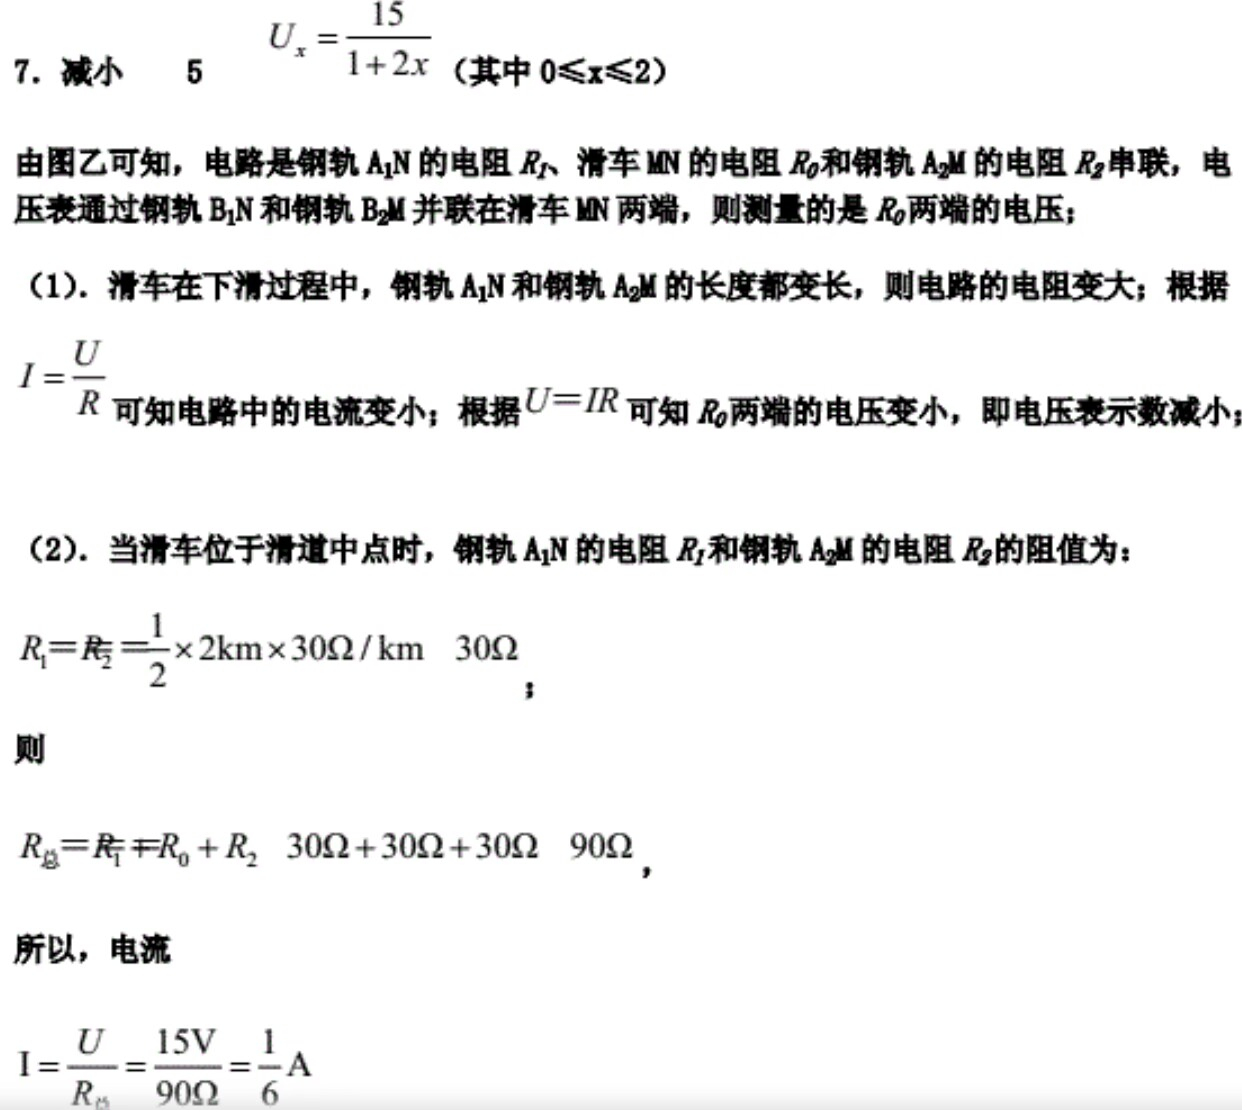 7. 减小 5 U_x = 15/(1+2x) (其中 0≤x≤2)
由图乙可知，电路是钢轨 A₁N 的电阻 R₁、滑车 MN 的电阻 R₀和钢轨 A₂M 的电阻 R₂串联，电
压表通过钢轨 B₁N 和钢轨 B₂M 并联在滑车 MN 两端，则测量的是 R₀两端的电压；
（1）．滑车在下滑过程中，钢轨 A₁N 和钢轨 A₂M 的长度都变长，则电路的电阻变大；根据
I = U/R 可知电路中的电流变小；根据 U=IR 可知 R₀两端的电压变小，即电压表示数减小；
（2）．当滑车位于滑道中点时，钢轨 A₁N 的电阻 R₁和钢轨 A₂M 的电阻 R₂的阻值为：
R₁=R₂=1/2×2km×30Ω/km 30Ω；
则
R总=R₁+R₀+R₂ 30Ω+30Ω+30Ω 90Ω，
所以，电流
I = U/R总 = 15V/90Ω = 1/6 A